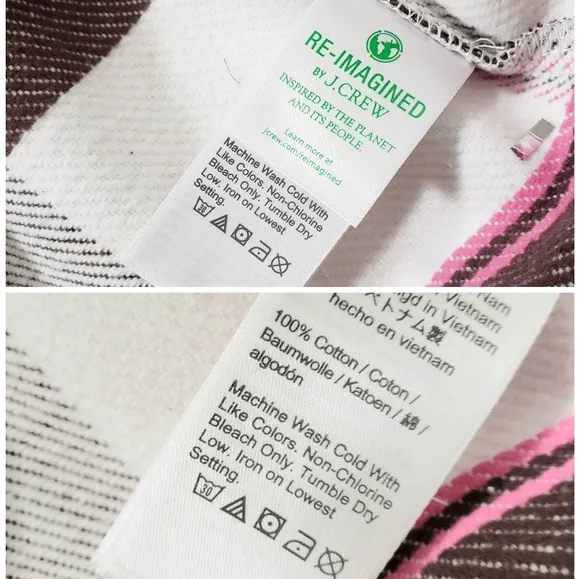 RE-IMAGINED
BY J.CREW
INSPIRED BY THE PLANET
AND ITS PEOPLE.
Learn more at
jcrew.com/reimagined
Machine Wash Cold With
Like Colors. Non-Chlorine
Bleach Only. Tumble Dry
Low. Iron on Lowest
Setting.
30
Vietnam
ベトナム製
hecho en vietnam
100% Cotton / Coton /
Baumwolle / Katoen / 綿 /
algodón
Machine Wash Cold With
Like Colors. Non-Chlorine
Bleach Only. Tumble Dry
Low. Iron on Lowest
Setting.
30